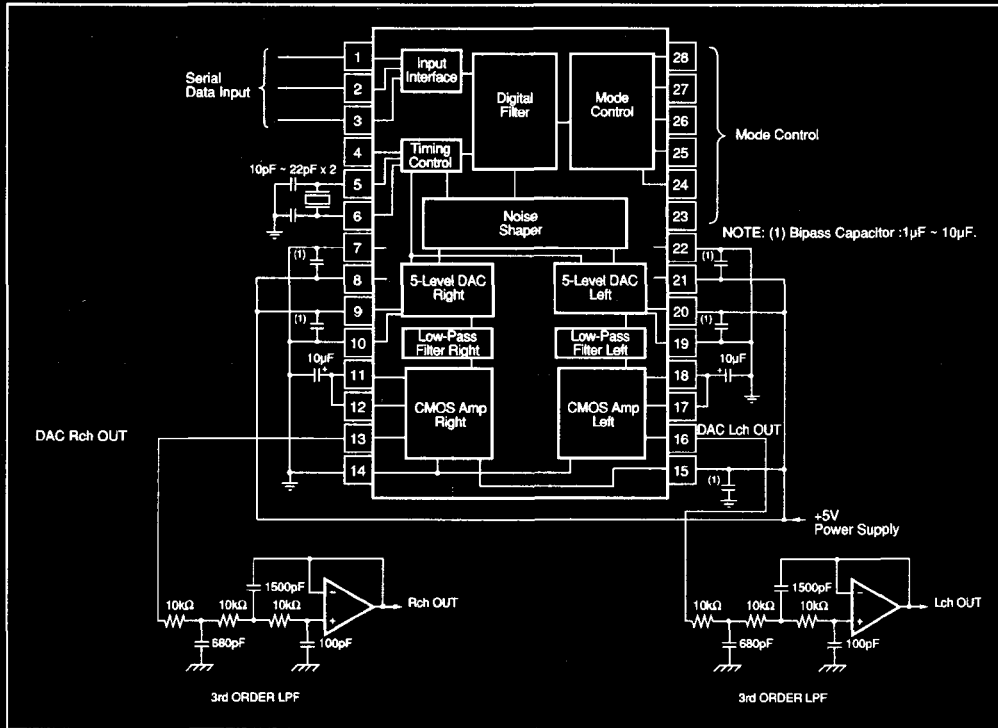 Serial
Data Input
10pF ~ 22pF x 2
1
2
3
4
5
6
7
8
9
10
11
12
13
14
28
27
26
25
24
23
22
21
20
19
18
17
16
15
Input
Interface
Digital
Filter
Mode
Control
Timing
Control
Noise
Shaper
5-Level DAC
Right
5-Level DAC
Left
Low-Pass
Filter Right
Low-Pass
Filter Left
CMOS Amp
Right
CMOS Amp
Left
Mode Control
NOTE: (1) Bipass Capacitor :1µF ~ 10µF.
(1)
(1)
10µF
+
(1)
(1)
10µF
+
(1)
DAC Rch OUT
DAC Lch OUT
+5V
Power Supply
1500pF
10kΩ
10kΩ
10kΩ
−
+
Rch OUT
680pF
100pF
3rd ORDER LPF
1500pF
10kΩ
10kΩ
10kΩ
−
+
Lch OUT
680pF
100pF
3rd ORDER LPF